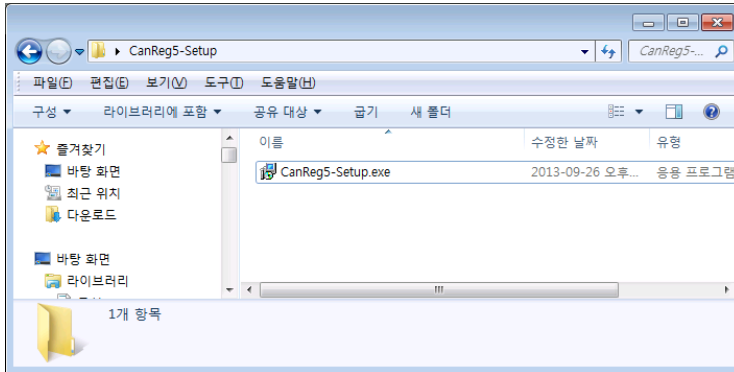 CanReg5-Setup
CanReg5-...
파일(F) 편집(E) 보기(V) 도구(T) 도움말(H)
구성 라이브러리에 포함 공유 대상 굽기 새 폴더
즐겨찾기
바탕 화면
최근 위치
다운로드
바탕 화면
라이브러리
이름 수정한 날짜 유형
CanReg5-Setup.exe 2013-09-26 오후... 응용 프로그램
1개 항목